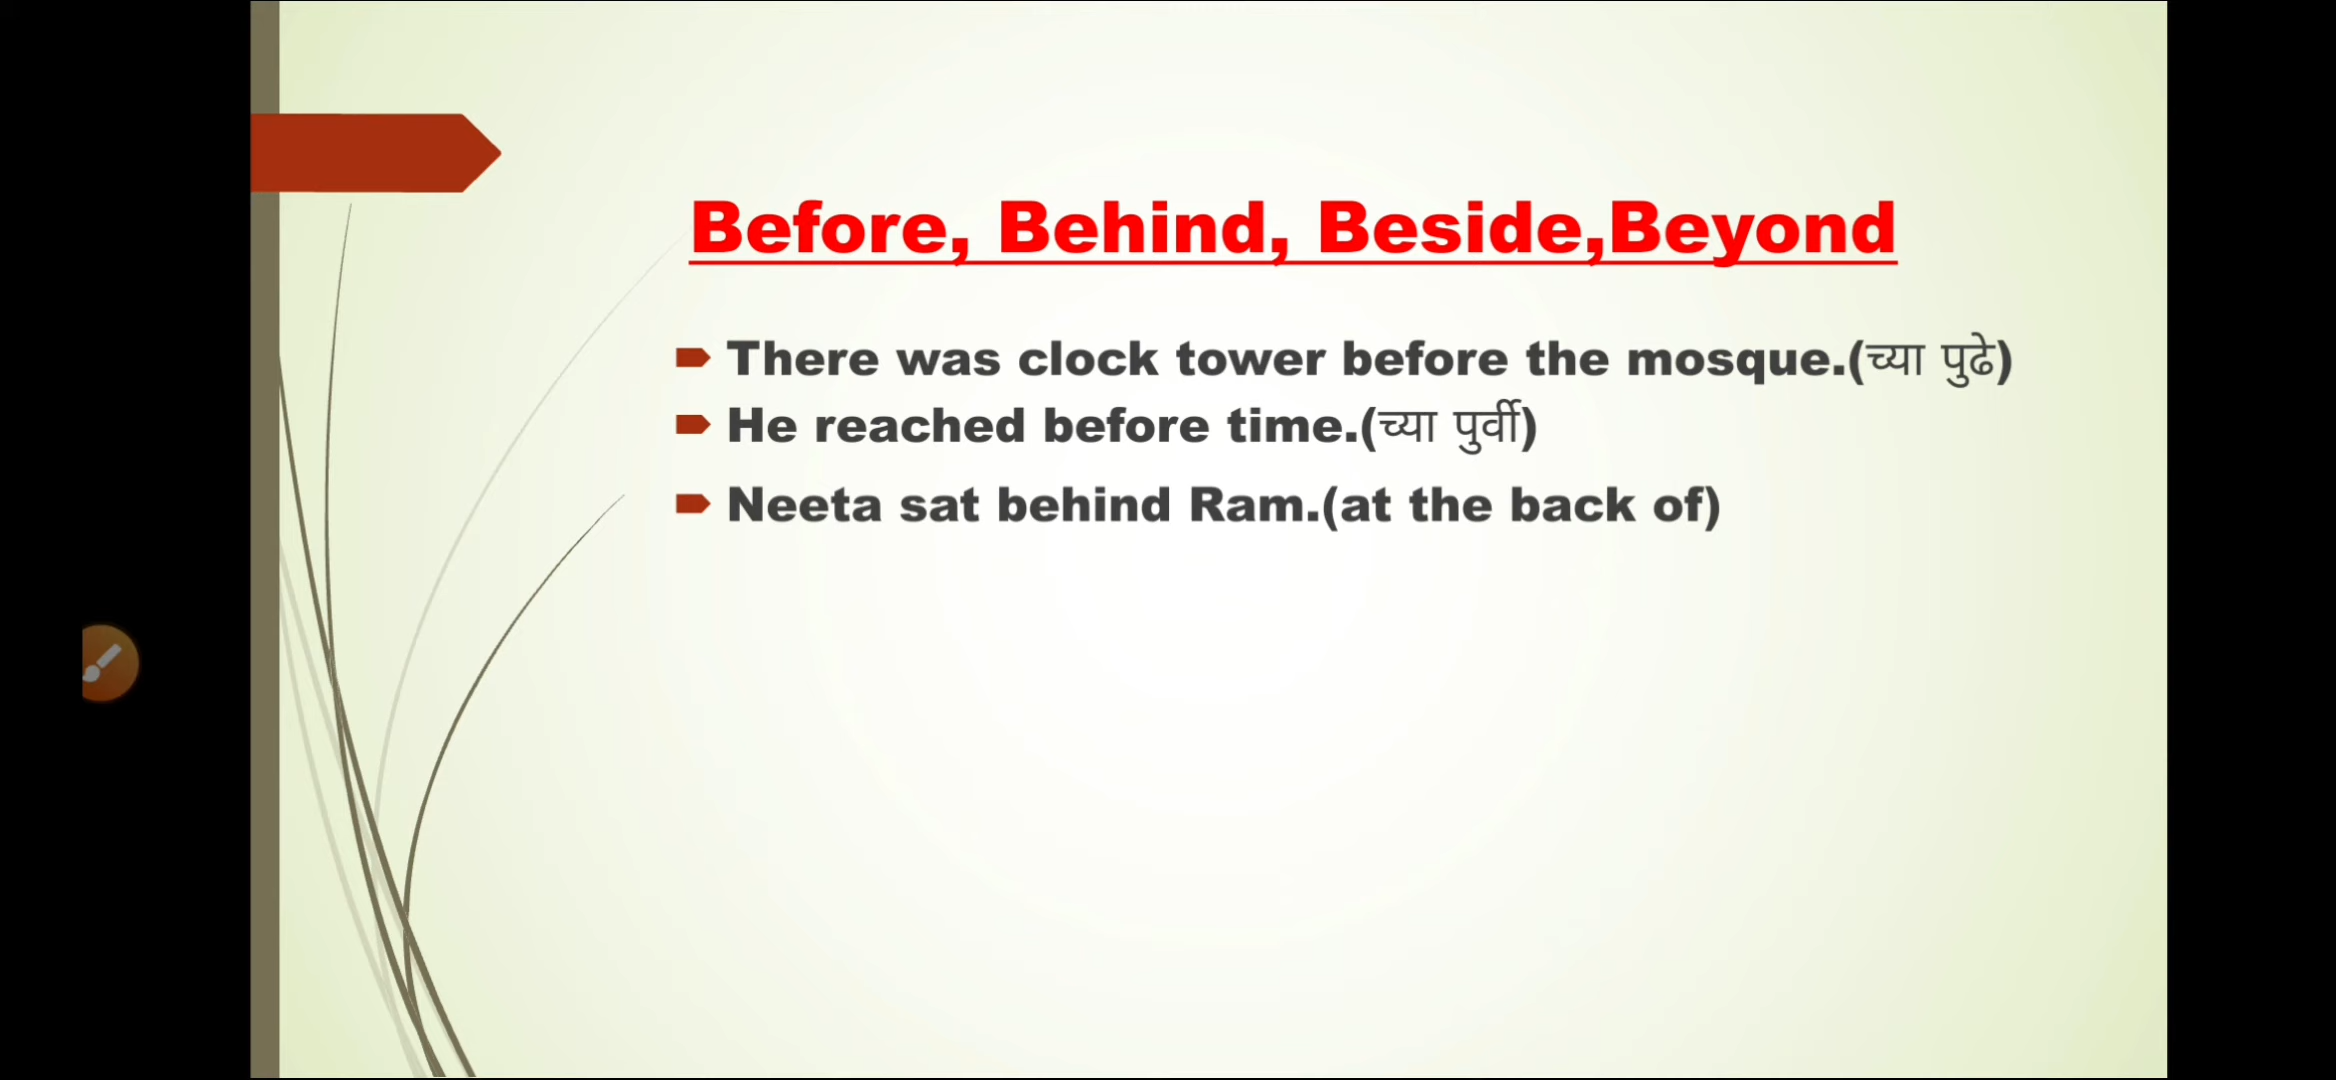 Before, Behind, Beside,Beyond
There was clock tower before the mosque.(च्या पुढे)
He reached before time.(च्या पुर्वी)
Neeta sat behind Ram.(at the back of)